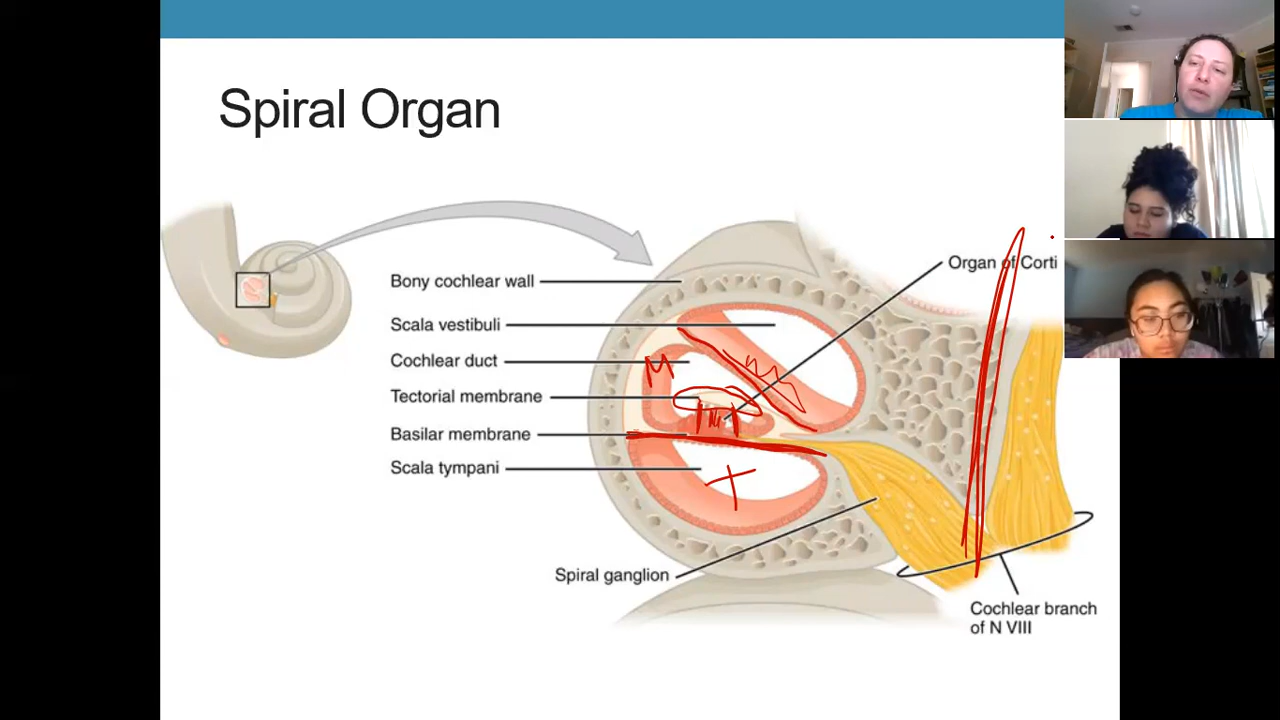 Spiral Organ
Organ of Corti
Bony cochlear wall
Scala vestibuli
Cochlear duct
M
Tectorial membrane
Basilar membrane
Scala tympani
T
Spiral ganglion
Cochlear branch
of N VIII